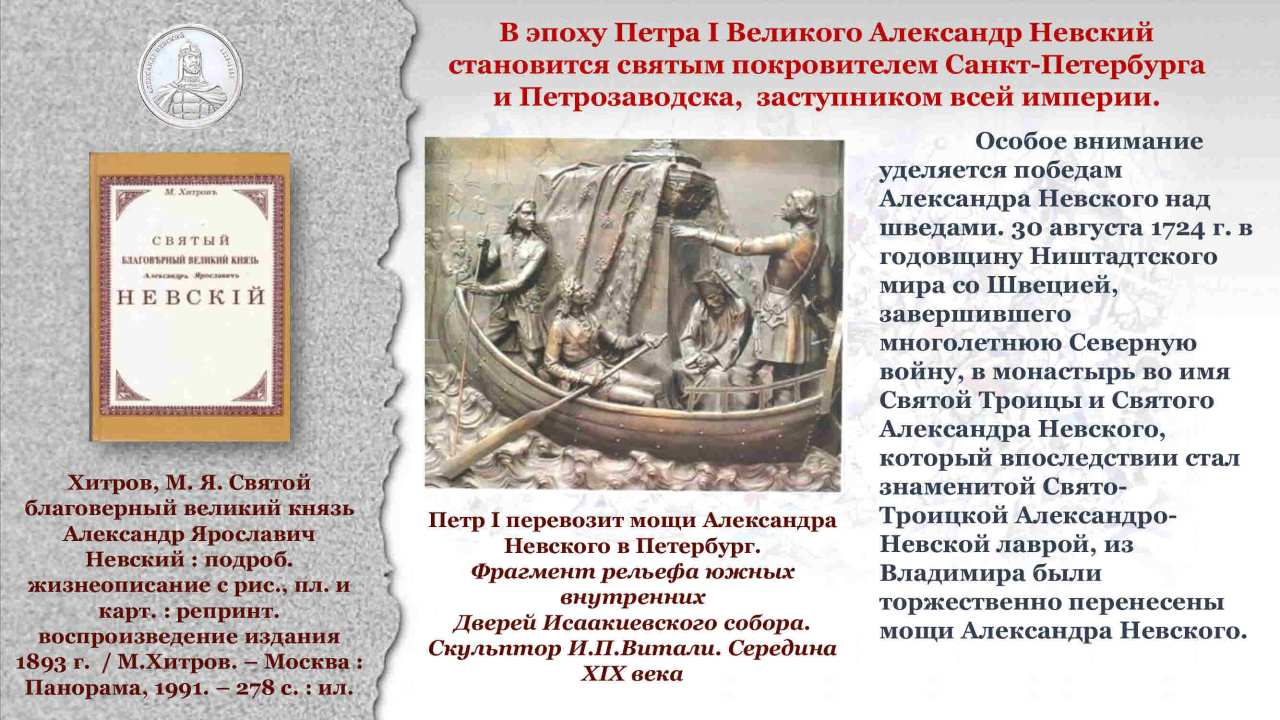 В эпоху Петра I Великого Александр Невский
становится святым покровителем Санкт-Петербурга
и Петрозаводска, заступником всей империи.
М. Хитровъ
СВЯТЫЙ
БЛАГОВѢРНЫЙ ВЕЛИКІЙ КНЯЗЬ
Александръ Ярославичъ
НЕВСКІЙ
Хитров, М. Я. Святой
благоверный великий князь
Александр Ярославич
Невский : подроб.
жизнеописание с рис., пл. и
карт. : репринт.
воспроизведение издания
1893 г. / М.Хитров. – Москва :
Панорама, 1991. – 278 с. : ил.
Петр I перевозит мощи Александра
Невского в Петербург.
Фрагмент рельефа южных
внутренних
Дверей Исаакиевского собора.
Скульптор И.П.Витали. Середина
XIX века
Особое внимание
уделяется победам
Александра Невского над
шведами. 30 августа 1724 г. в
годовщину Ништадтского
мира со Швецией,
завершившего
многолетнюю Северную
войну, в монастырь во имя
Святой Троицы и Святого
Александра Невского,
который впоследствии стал
знаменитой Свято-
Троицкой Александро-
Невской лаврой, из
Владимира были
торжественно перенесены
мощи Александра Невского.